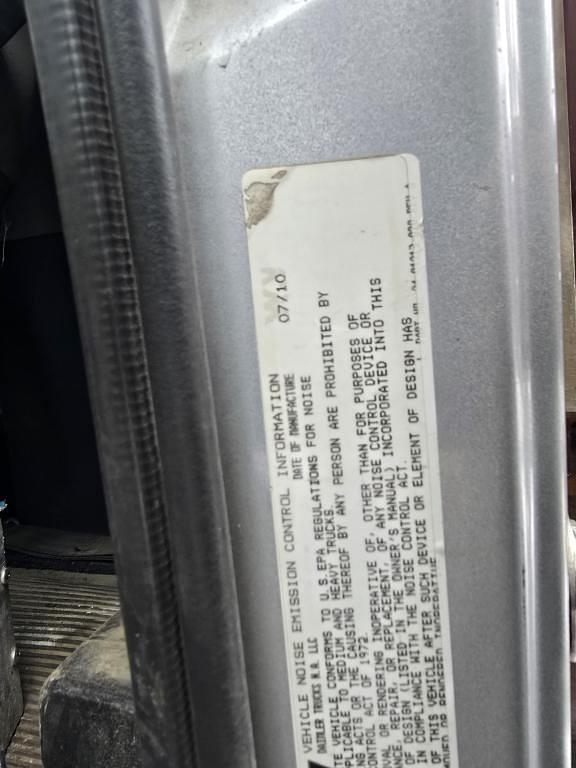 VEHICLE NOISE EMISSION CONTROL INFORMATION
DAIMLER TRUCKS N.A. LLC DATE OF MANUFACTURE 07/10
VEHICLE CONFORMS TO U.S. EPA REGULATIONS FOR NOISE
TO MEDIUM AND HEAVY TRUCKS.
ACTS OR THE CAUSING THEREOF BY ANY PERSON ARE PROHIBITED BY
CONTROL ACT OF 1972.
OR RENDERING INOPERATIVE OF, OTHER THAN FOR PURPOSES OF
REPAIR, OR REPLACEMENT, OF ANY NOISE CONTROL DEVICE OR
OF DESIGN (LISTED IN THE OWNER'S MANUAL) INCORPORATED INTO THIS
IN COMPLIANCE WITH THE NOISE CONTROL ACT.
OF THIS VEHICLE AFTER SUCH DEVICE OR ELEMENT OF DESIGN HAS
OR RENDERED INOPERATIVE